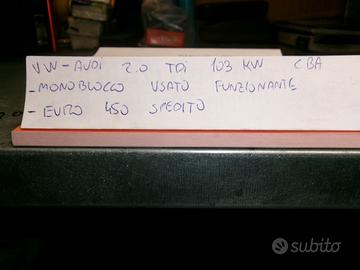 VW-AUDI 2.0 TDI 103 KW CBA
- MONOBLOCCO USATO FUNZIONANTE
- EURO 450 SPEDITO
subito